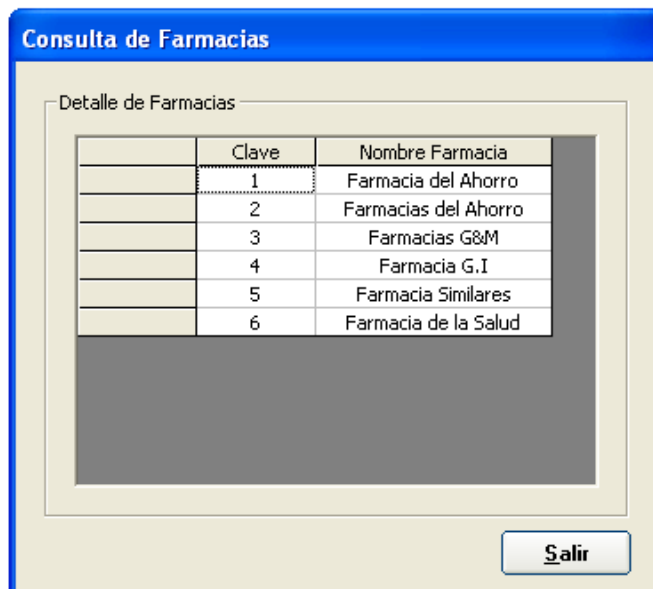 Consulta de Farmacias
Detalle de Farmacias
Clave Nombre Farmacia
1 Farmacia del Ahorro
2 Farmacias del Ahorro
3 Farmacias G&M
4 Farmacia G.I
5 Farmacia Similares
6 Farmacia de la Salud
Salir